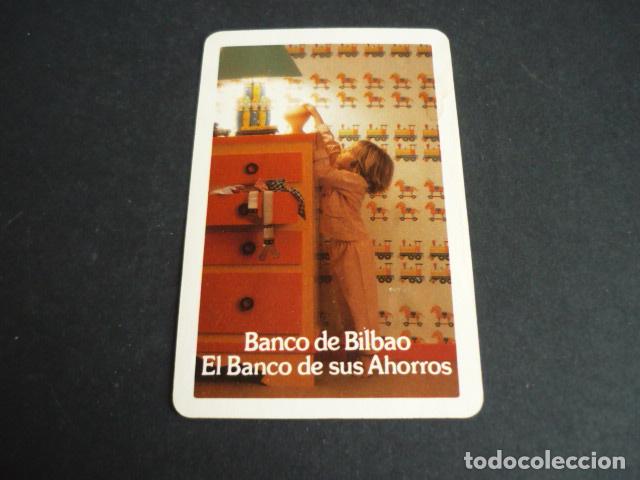 Banco de Bilbao
El Banco de sus Ahorros
todocoleccion